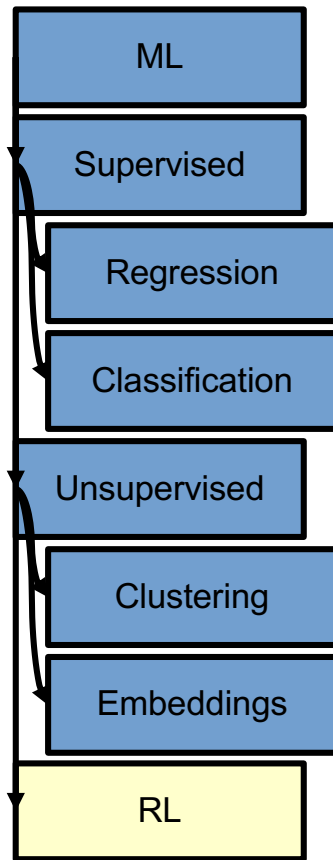 ML
Supervised
Regression
Classification
Unsupervised
Clustering
Embeddings
RL